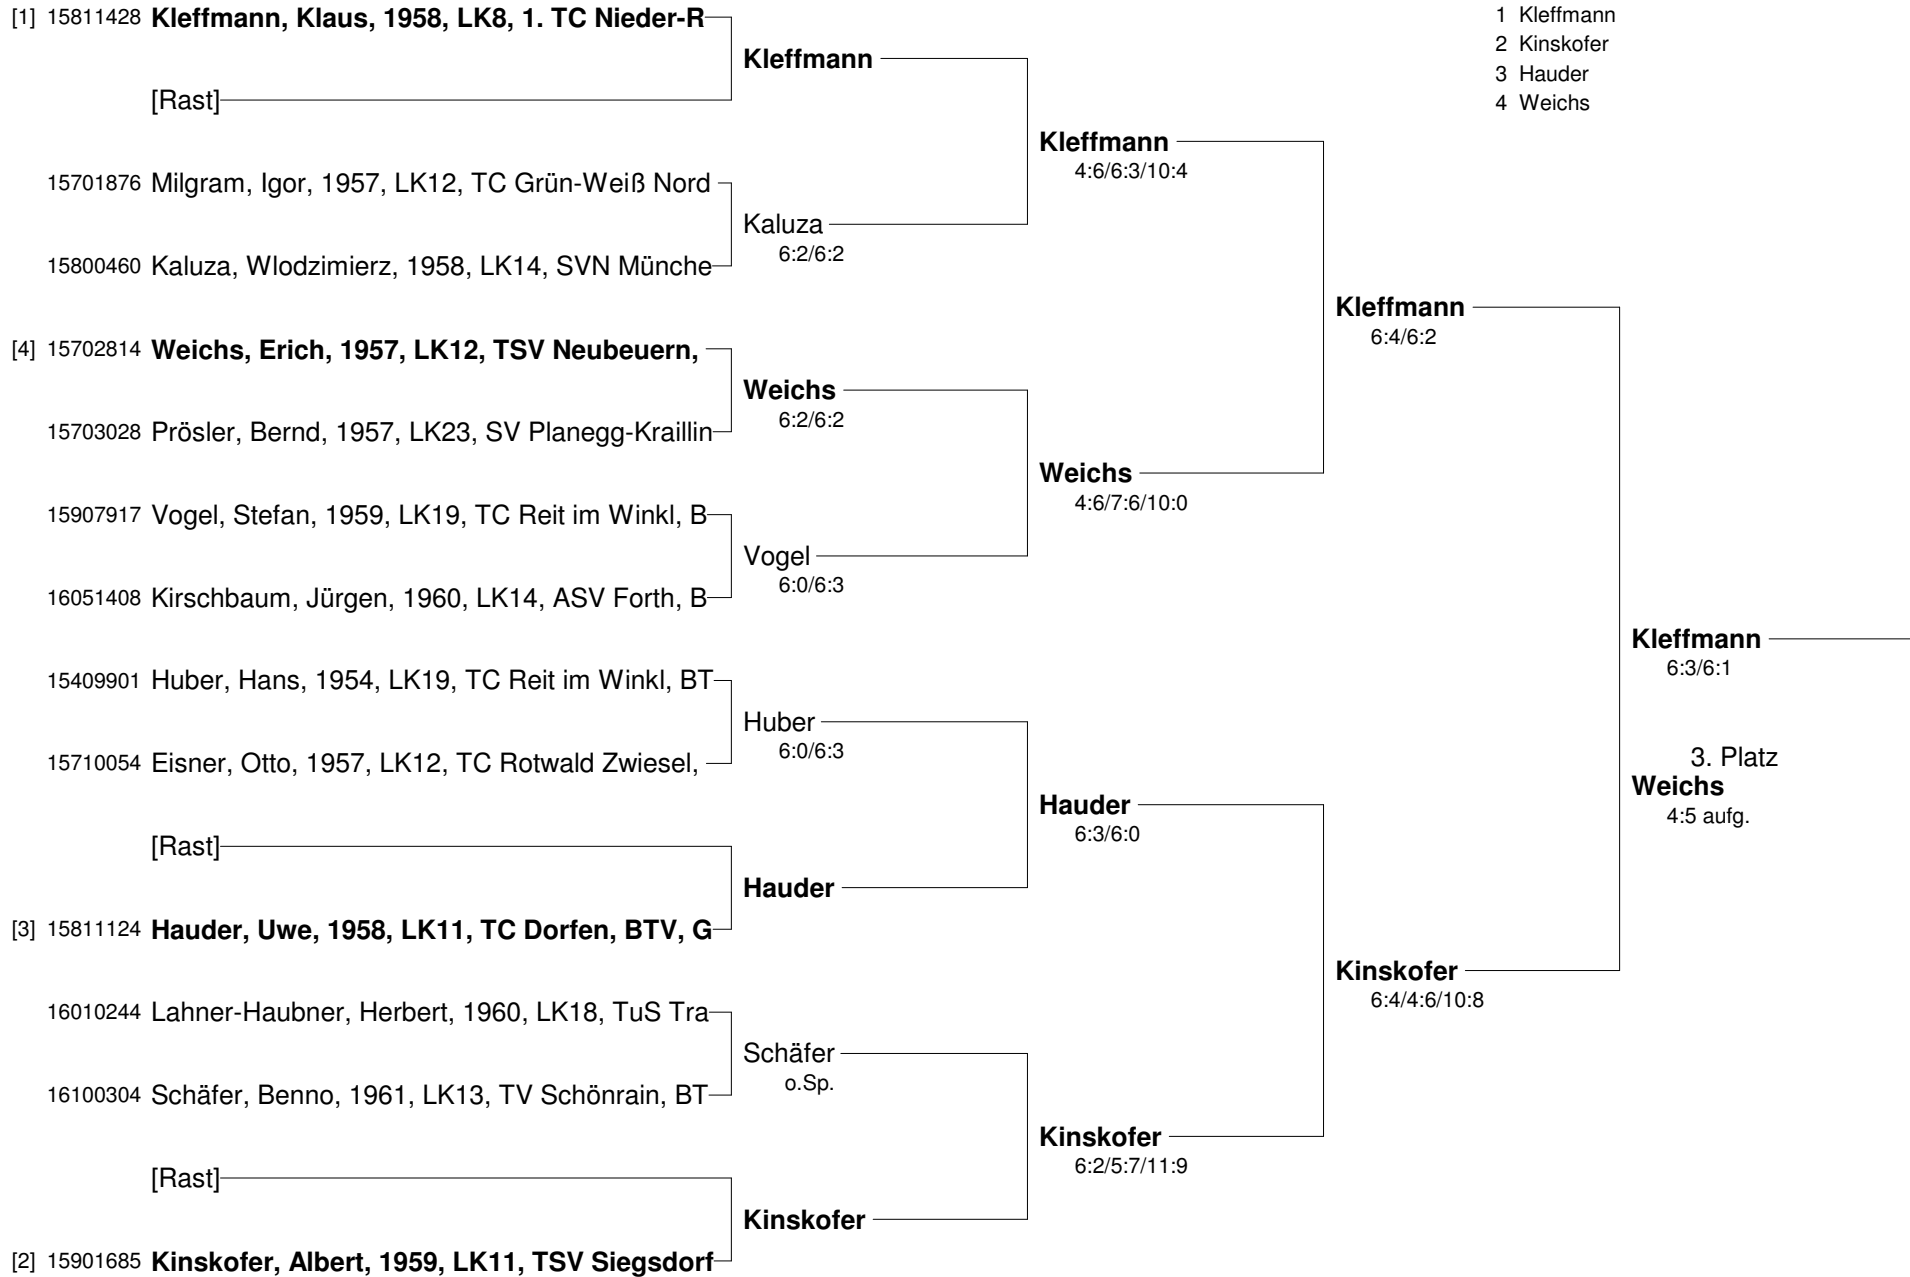 [1] 15811428 Kleffmann, Klaus, 1958, LK8, 1. TC Nieder-R
[Rast]
15701876 Milgram, Igor, 1957, LK12, TC Grün-Weiß Nord
15800460 Kaluza, Wlodzimierz, 1958, LK14, SVN Münche
[4] 15702814 Weichs, Erich, 1957, LK12, TSV Neubeuern,
15703028 Prösler, Bernd, 1957, LK23, SV Planegg-Kraillin
15907917 Vogel, Stefan, 1959, LK19, TC Reit im Winkl, B
16051408 Kirschbaum, Jürgen, 1960, LK14, ASV Forth, B
15409901 Huber, Hans, 1954, LK19, TC Reit im Winkl, BT
15710054 Eisner, Otto, 1957, LK12, TC Rotwald Zwiesel,
[Rast]
[3] 15811124 Hauder, Uwe, 1958, LK11, TC Dorfen, BTV, G
16010244 Lahner-Haubner, Herbert, 1960, LK18, TuS Tra
16100304 Schäfer, Benno, 1961, LK13, TV Schönrain, BT
[Rast]
[2] 15901685 Kinskofer, Albert, 1959, LK11, TSV Siegsdorf
Kleffmann
Kaluza
6:2/6:2
Weichs
6:2/6:2
Vogel
6:0/6:3
Huber
6:0/6:3
Hauder
Schäfer
o.Sp.
Kinskofer
Kleffmann
4:6/6:3/10:4
Weichs
4:6/7:6/10:0
Hauder
6:3/6:0
Kinskofer
6:2/5:7/11:9
Kleffmann
6:4/6:2
Kinskofer
6:4/4:6/10:8
Kleffmann
6:3/6:1
3. Platz
Weichs
4:5 aufg.
1 Kleffmann
2 Kinskofer
3 Hauder
4 Weichs